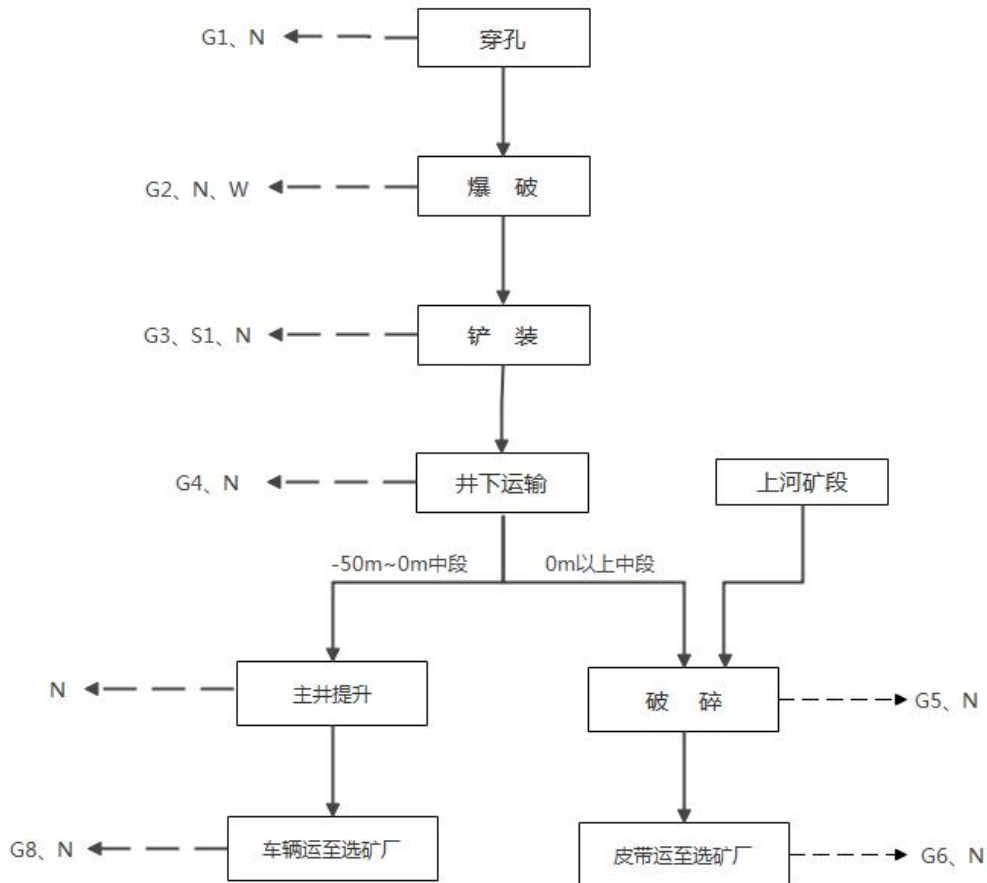 G1、N
穿孔
G2、N、W
爆 破
G3、S1、N
铲 装
G4、N
井下运输
上河矿段
-50m~0m中段
0m以上中段
N
主井提升
破 碎
G5、N
G8、N
车辆运至选矿厂
皮带运至选矿厂
G6、N